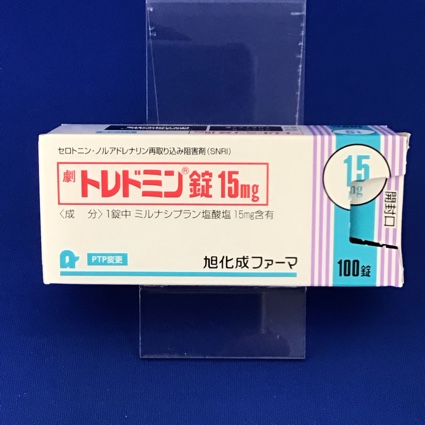 セロトニン・ノルアドレナリン再取り込み阻害剤(SNRI)
劇 トレドミン®錠 15mg
〈成 分〉1錠中 ミルナシプラン塩酸塩 15mg含有
PTP変更
旭化成ファーマ
15
mg
開封口
100錠